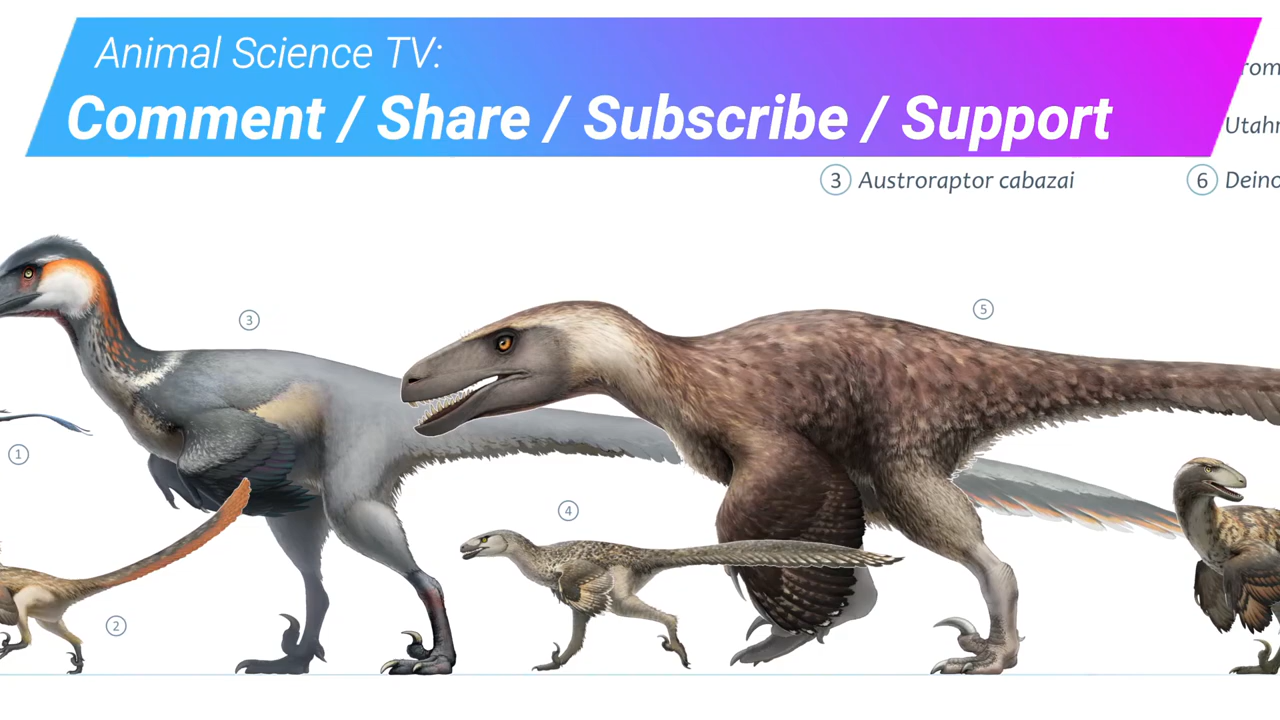 Animal Science TV:
Comment / Share / Subscribe / Support
3 Austroraptor cabazai
6
3
5
1
4
2